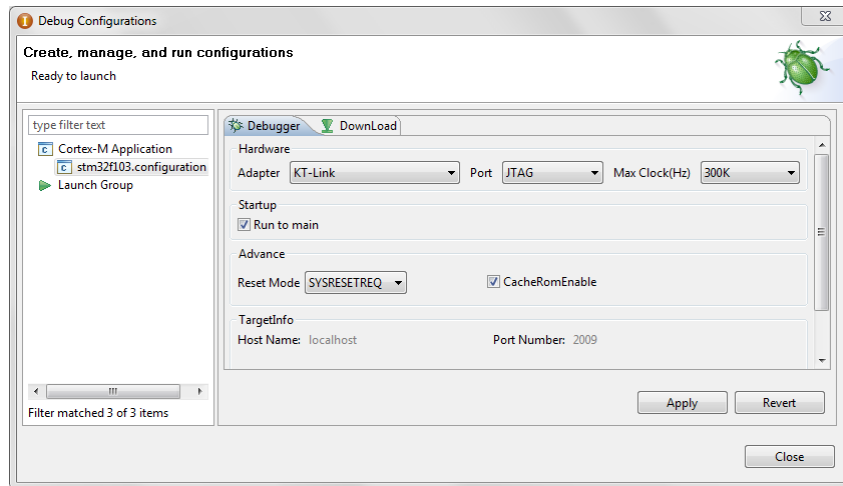 Debug Configurations
Create, manage, and run configurations
Ready to launch
type filter text
Cortex-M Application
stm32f103.configuration
Launch Group
Filter matched 3 of 3 items
Debugger DownLoad
Hardware
Adapter KT-Link Port JTAG Max Clock(Hz) 300K
Startup
Run to main
Advance
Reset Mode SYSRESETREQ CacheRomEnable
TargetInfo
Host Name: localhost Port Number: 2009
Apply Revert
Close